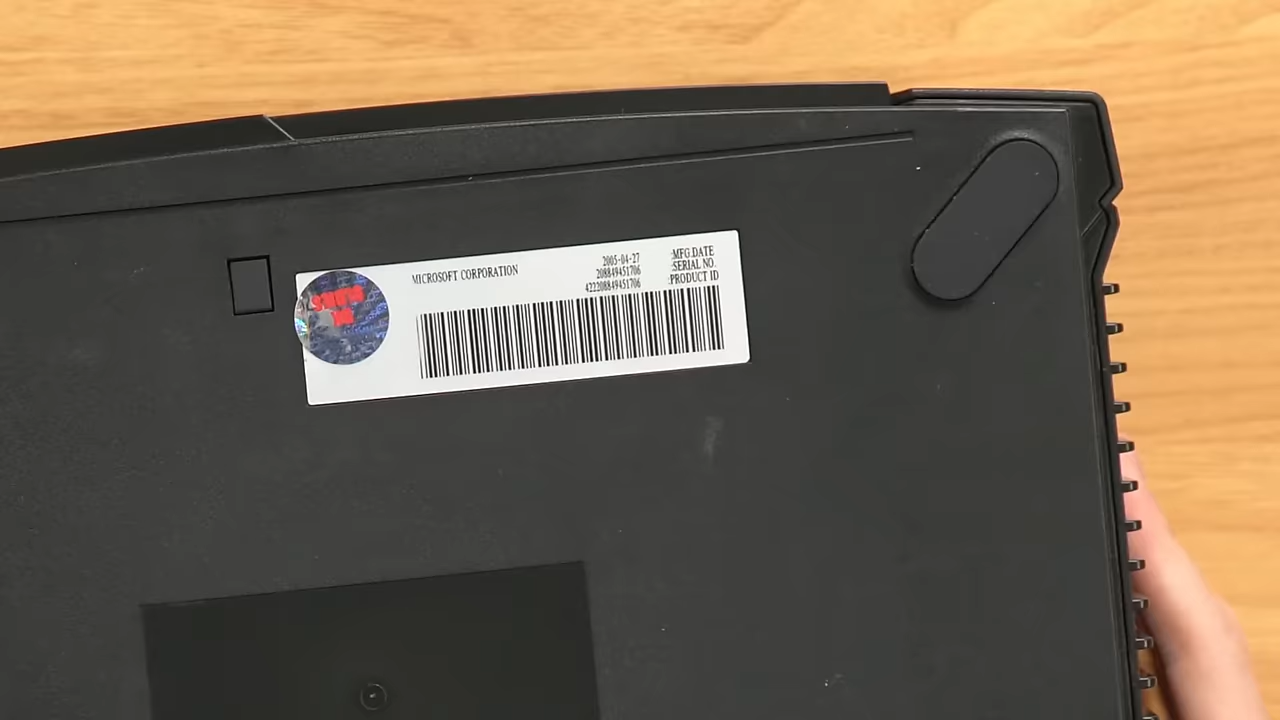 MICROSOFT CORPORATION
2005-04-27 :MFG.DATE
208849451706 :SERIAL NO.
422208849451706 :PRODUCT ID